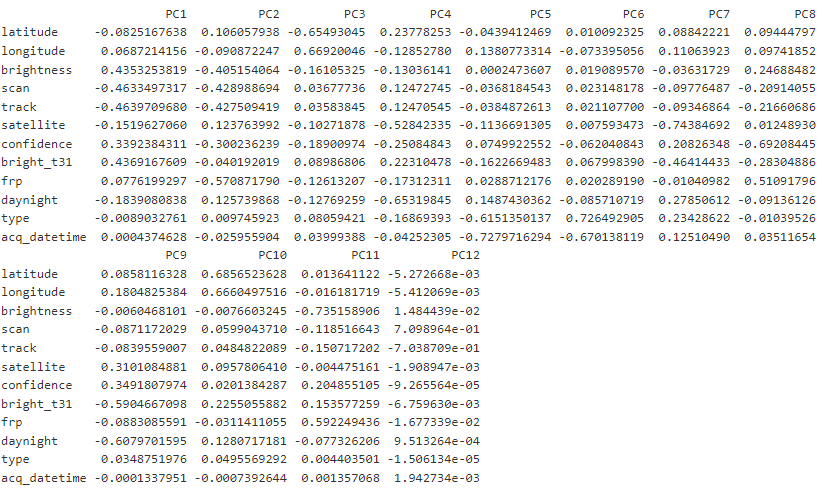 PC1 PC2 PC3 PC4 PC5 PC6 PC7 PC8
latitude -0.0825167638 0.106057938 -0.65493045 0.23778253 -0.0439412469 0.010092325 0.08842221 0.09444797
longitude 0.0687214156 -0.090872247 0.66920046 -0.12852780 0.1380773314 -0.073395056 0.11063923 0.09741852
brightness 0.4353253819 -0.405154064 -0.16105325 -0.13036141 0.0002473607 0.019089570 -0.03631729 0.24688482
scan -0.4633497317 -0.428988694 0.03677736 0.12472745 -0.0368184543 0.023148178 -0.09776487 -0.20914055
track -0.4639709680 -0.427509419 0.03583845 0.12470545 -0.0384872613 0.021107700 -0.09346864 -0.21660686
satellite -0.1519627060 0.123763992 -0.10271878 -0.52842335 -0.1136691305 0.007593473 -0.74384692 0.01248930
confidence 0.3392384311 -0.300236239 -0.18900974 -0.25084843 0.0749922552 -0.062040843 0.20826348 -0.69208445
bright_t31 0.4369167609 -0.040192019 0.08986806 0.22310478 -0.1622669483 0.067998390 -0.46414433 -0.28304886
frp 0.0776199297 -0.570871790 -0.12613207 -0.17312311 0.0288712176 0.020289190 -0.01040982 0.51091796
daynight -0.1839080838 0.125739868 -0.12769259 -0.65319845 0.1487430362 -0.085710719 0.27850612 -0.09136126
type -0.0089032761 0.009745923 0.08059421 -0.16869393 -0.6151350137 0.726492905 0.23428622 -0.01039526
acq_datetime 0.0004374628 -0.025955904 0.03999388 -0.04252305 -0.7279716294 -0.670138119 0.12510490 0.03511654
PC9 PC10 PC11 PC12
latitude 0.0858116328 0.6856523628 0.013641122 -5.272668e-03
longitude 0.1804825384 0.6660497516 -0.016181719 -5.412069e-03
brightness -0.0060468101 -0.0076603245 -0.735158906 1.484439e-02
scan -0.0871172029 0.0599043710 -0.118516643 7.098964e-01
track -0.0839559007 0.0484822089 -0.150717202 -7.038709e-01
satellite 0.3101084881 0.0957806410 -0.004475161 -1.908947e-03
confidence 0.3491807974 0.0201384287 0.204855105 -9.265564e-05
bright_t31 -0.5904667098 0.2255055882 0.153577259 -6.759630e-03
frp -0.0883085591 -0.0311411055 0.592249436 -1.677339e-02
daynight -0.6079701595 0.1280717181 -0.077326206 9.513264e-04
type 0.0348751976 0.0495569292 0.004403501 -1.506134e-05
acq_datetime -0.0001337951 -0.0007392644 0.001357068 1.942734e-03